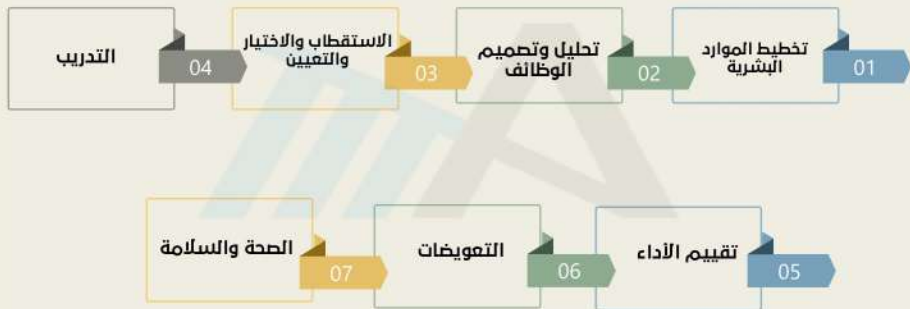 01
تخطيط الموارد
البشرية
02
تحليل وتصميم
الوظائف
03
الاستقطاب والاختيار
والتعيين
04
التدريب
05
تقييم الأداء
06
التعويضات
07
الصحة والسلامة